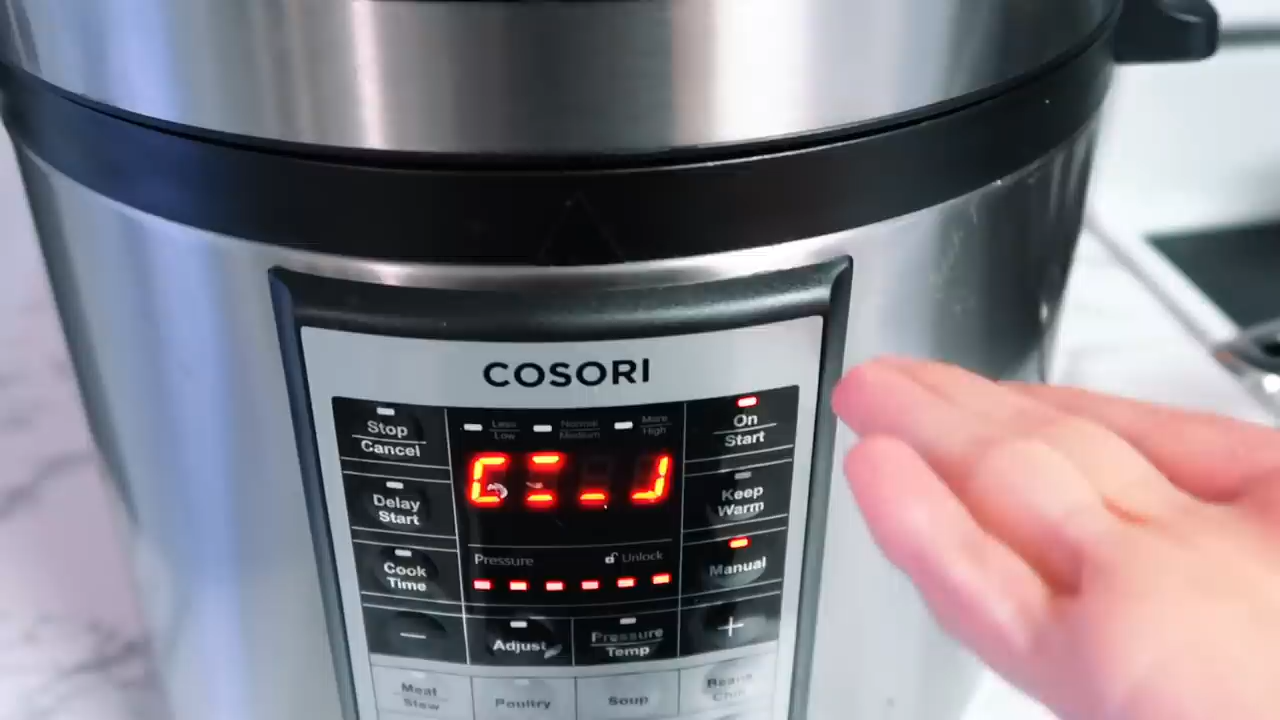 COSORI
Less
Low
Normal
Medium
More
High
On
Start
Stop
Cancel
Delay
Start
Keep
Warm
Pressure
Unlock
Cook
Time
Manual
−
Adjust
Pressure
Temp
+
Meat
Stew
Poultry
Soup
Beans